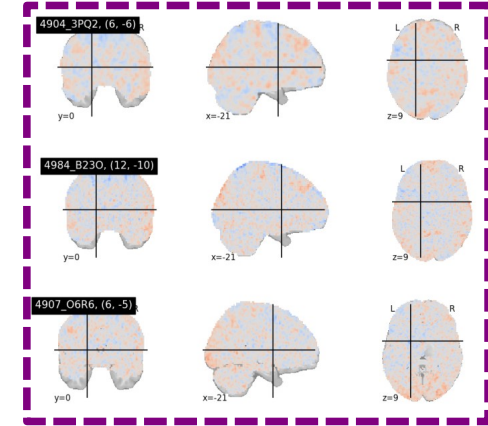 4904_3PQ2, (6, -6)
R
L
R
y=0
x=-21
z=9
4984_B23O, (12, -10)
L
R
y=0
x=-21
z=9
4907_O6R6, (6, -5)
L
R
y=0
x=-21
z=9